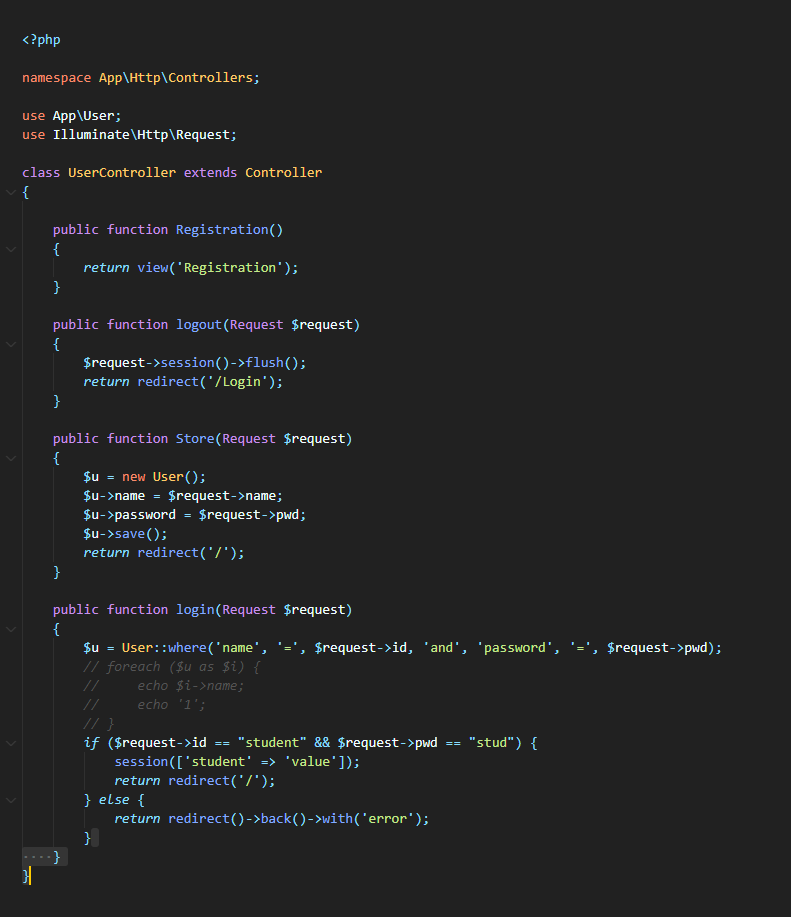 <?php
namespace App\Http\Controllers;
use App\User;
use Illuminate\Http\Request;
class UserController extends Controller
{
    public function Registration()
    {
        return view('Registration');
    }
    public function logout(Request $request)
    {
        $request->session()->flush();
        return redirect('/Login');
    }
    public function Store(Request $request)
    {
        $u = new User();
        $u->name = $request->name;
        $u->password = $request->pwd;
        $u->save();
        return redirect('/');
    }
    public function login(Request $request)
    {
        $u = User::where('name', '=', $request->id, 'and', 'password', '=', $request->pwd);
        // foreach ($u as $i) {
        //     echo $i->name;
        //     echo '1';
        // }
        if ($request->id == "student" && $request->pwd == "stud") {
            session(['student' => 'value']);
            return redirect('/');
        } else {
            return redirect()->back()->with('error');
        }
    }
}